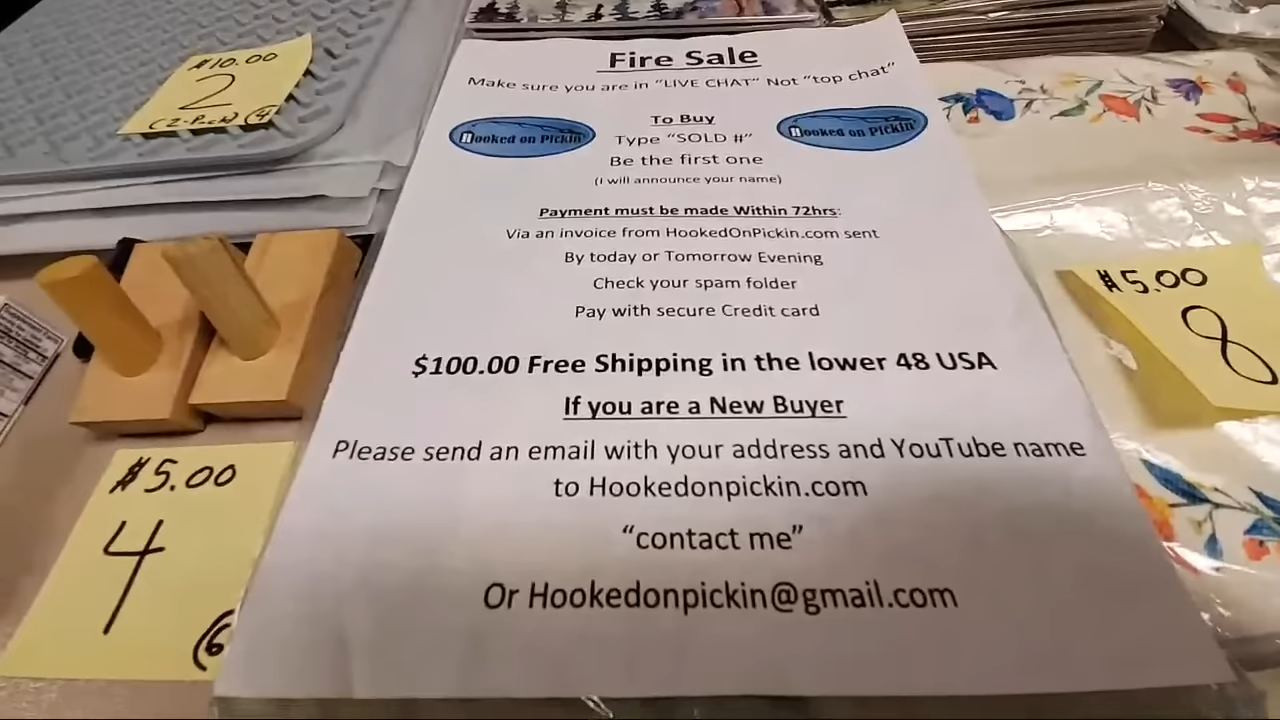 $10.00
2
(2-Pack) (4
Fire Sale
Make sure you are in "LIVE CHAT" Not "top chat"
Hooked on Pickin'
To Buy
Hooked on Pickin'
Type "SOLD #"
Be the first one
(I will announce your name)
Payment must be made Within 72hrs:
Via an invoice from HookedOnPickin.com sent
By today or Tomorrow Evening
Check your spam folder
Pay with secure Credit card
$100.00 Free Shipping in the lower 48 USA
If you are a New Buyer
Please send an email with your address and YouTube name
to Hookedonpickin.com
“contact me”
Or Hookedonpickin@gmail.com
$5.00
4
(6
$5.00
8